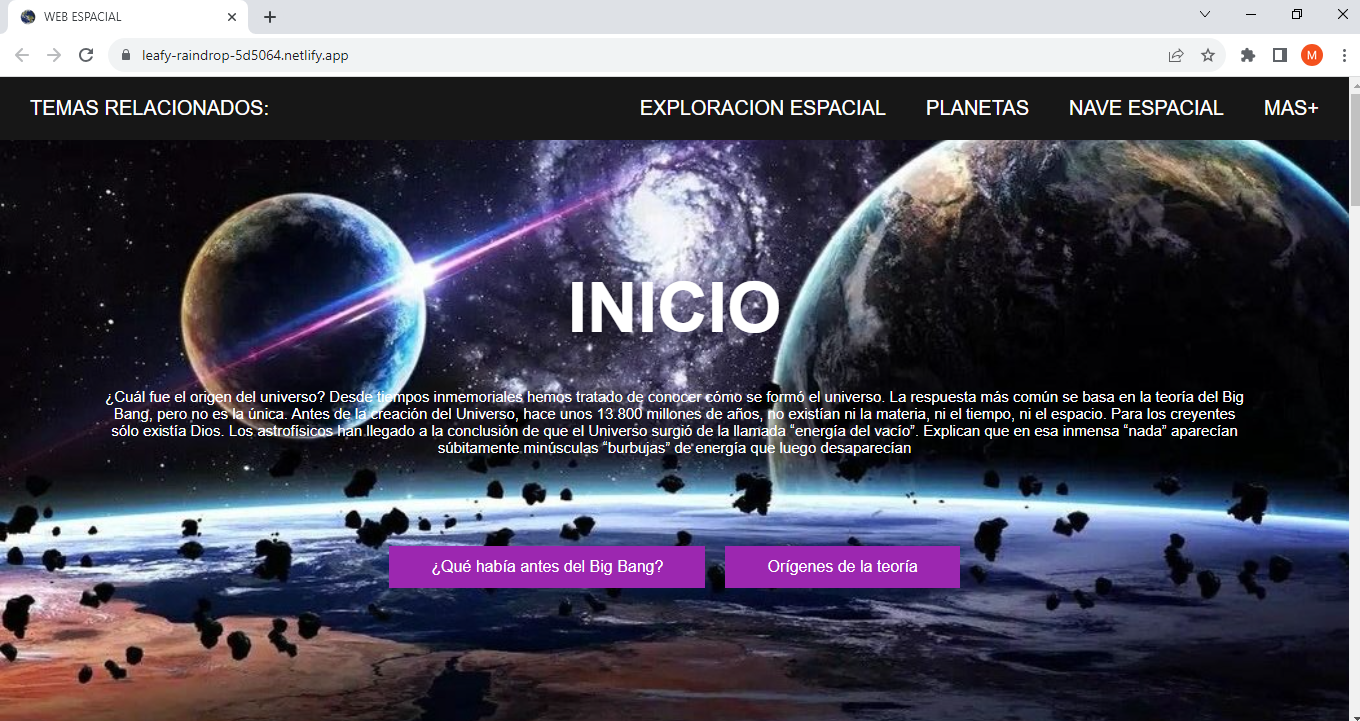 WEB ESPACIAL
leafy-raindrop-5d5064.netlify.app
M
TEMAS RELACIONADOS: EXPLORACION ESPACIAL PLANETAS NAVE ESPACIAL MAS+
INICIO
¿Cuál fue el origen del universo? Desde tiempos inmemoriales hemos tratado de conocer cómo se formó el universo. La respuesta más común se basa en la teoría del Big
Bang, pero no es la única. Antes de la creación del Universo, hace unos 13.800 millones de años, no existían ni la materia, ni el tiempo, ni el espacio. Para los creyentes
sólo existía Dios. Los astrofísicos han llegado a la conclusión de que el Universo surgió de la llamada “energía del vacío”. Explican que en esa inmensa “nada” aparecían
súbitamente minúsculas “burbujas” de energía que luego desaparecían
¿Qué había antes del Big Bang? Orígenes de la teoría